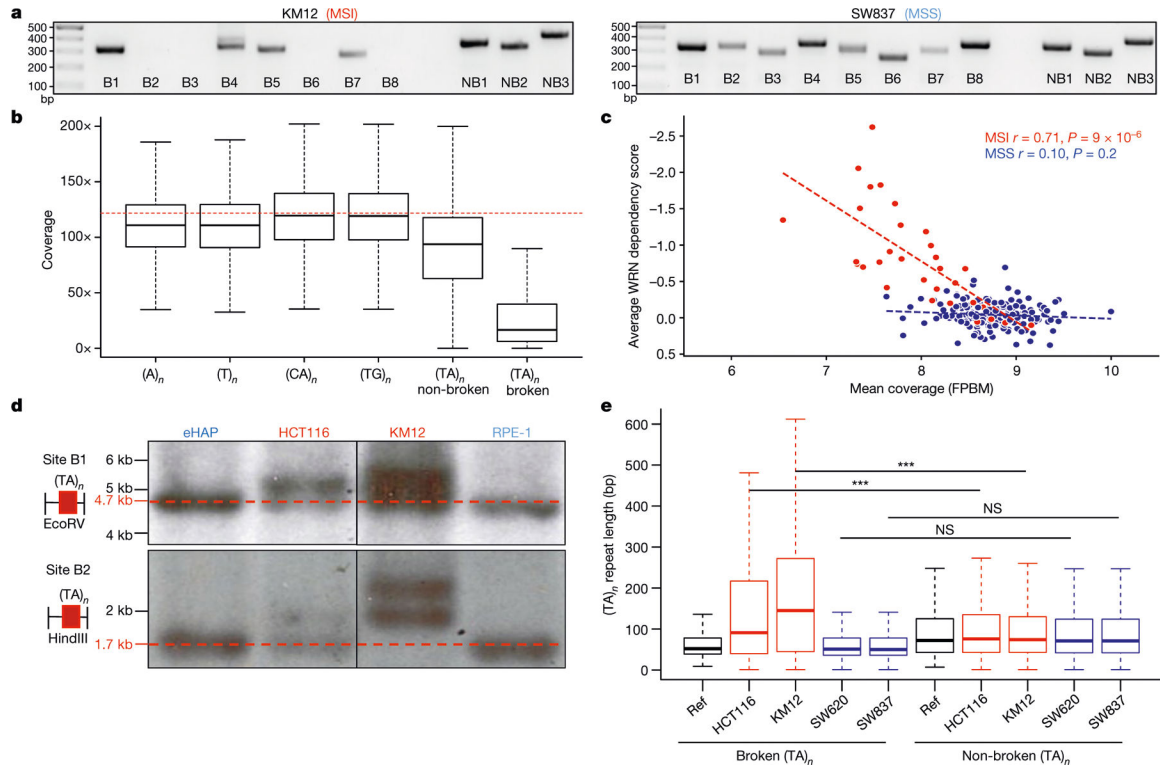 a
KM12 (MSI)
500
400
300
200
100
bp
B1 B2 B3 B4 B5 B6 B7 B8 NB1 NB2 NB3
SW837 (MSS)
500
400
300
200
100
bp
B1 B2 B3 B4 B5 B6 B7 B8 NB1 NB2 NB3
b
Coverage
200×
150×
100×
50×
0×
(A)n (T)n (CA)n (TG)n (TA)n non-broken (TA)n broken
c
MSI r = 0.71, P = 9 × 10⁻⁶
MSS r = 0.10, P = 0.2
Average WRN dependency score
−2.5
−2.0
−1.5
−1.0
−0.5
0.0
0.5
6 7 8 9 10
Mean coverage (FPBM)
d
eHAP HCT116 KM12 RPE-1
Site B1
(TA)n
EcoRV
6 kb
5 kb
4.7 kb
4 kb
Site B2
(TA)n
HindIII
2 kb
1.7 kb
e
(TA)n repeat length (bp)
600
500
400
300
200
100
0
***
***
NS
NS
Ref HCT116 KM12 SW620 SW837 Ref HCT116 KM12 SW620 SW837
Broken (TA)n Non-broken (TA)n